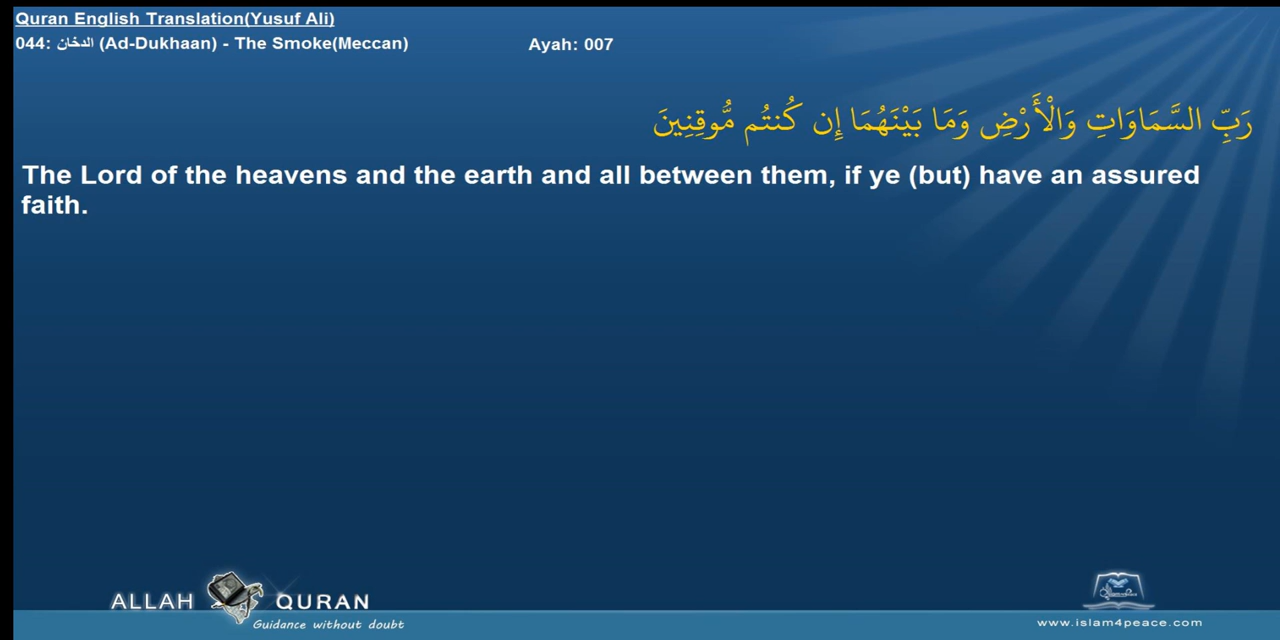 Quran English Translation(Yusuf Ali)
044: الدخان (Ad-Dukhaan) - The Smoke(Meccan) Ayah: 007
رَبِّ السَّمَاوَاتِ وَالْأَرْضِ وَمَا بَيْنَهُمَا إِن كُنتُم مُّوقِنِينَ
The Lord of the heavens and the earth and all between them, if ye (but) have an assured
faith.
ALLAH QURAN
Guidance without doubt
www.islam4peace.com